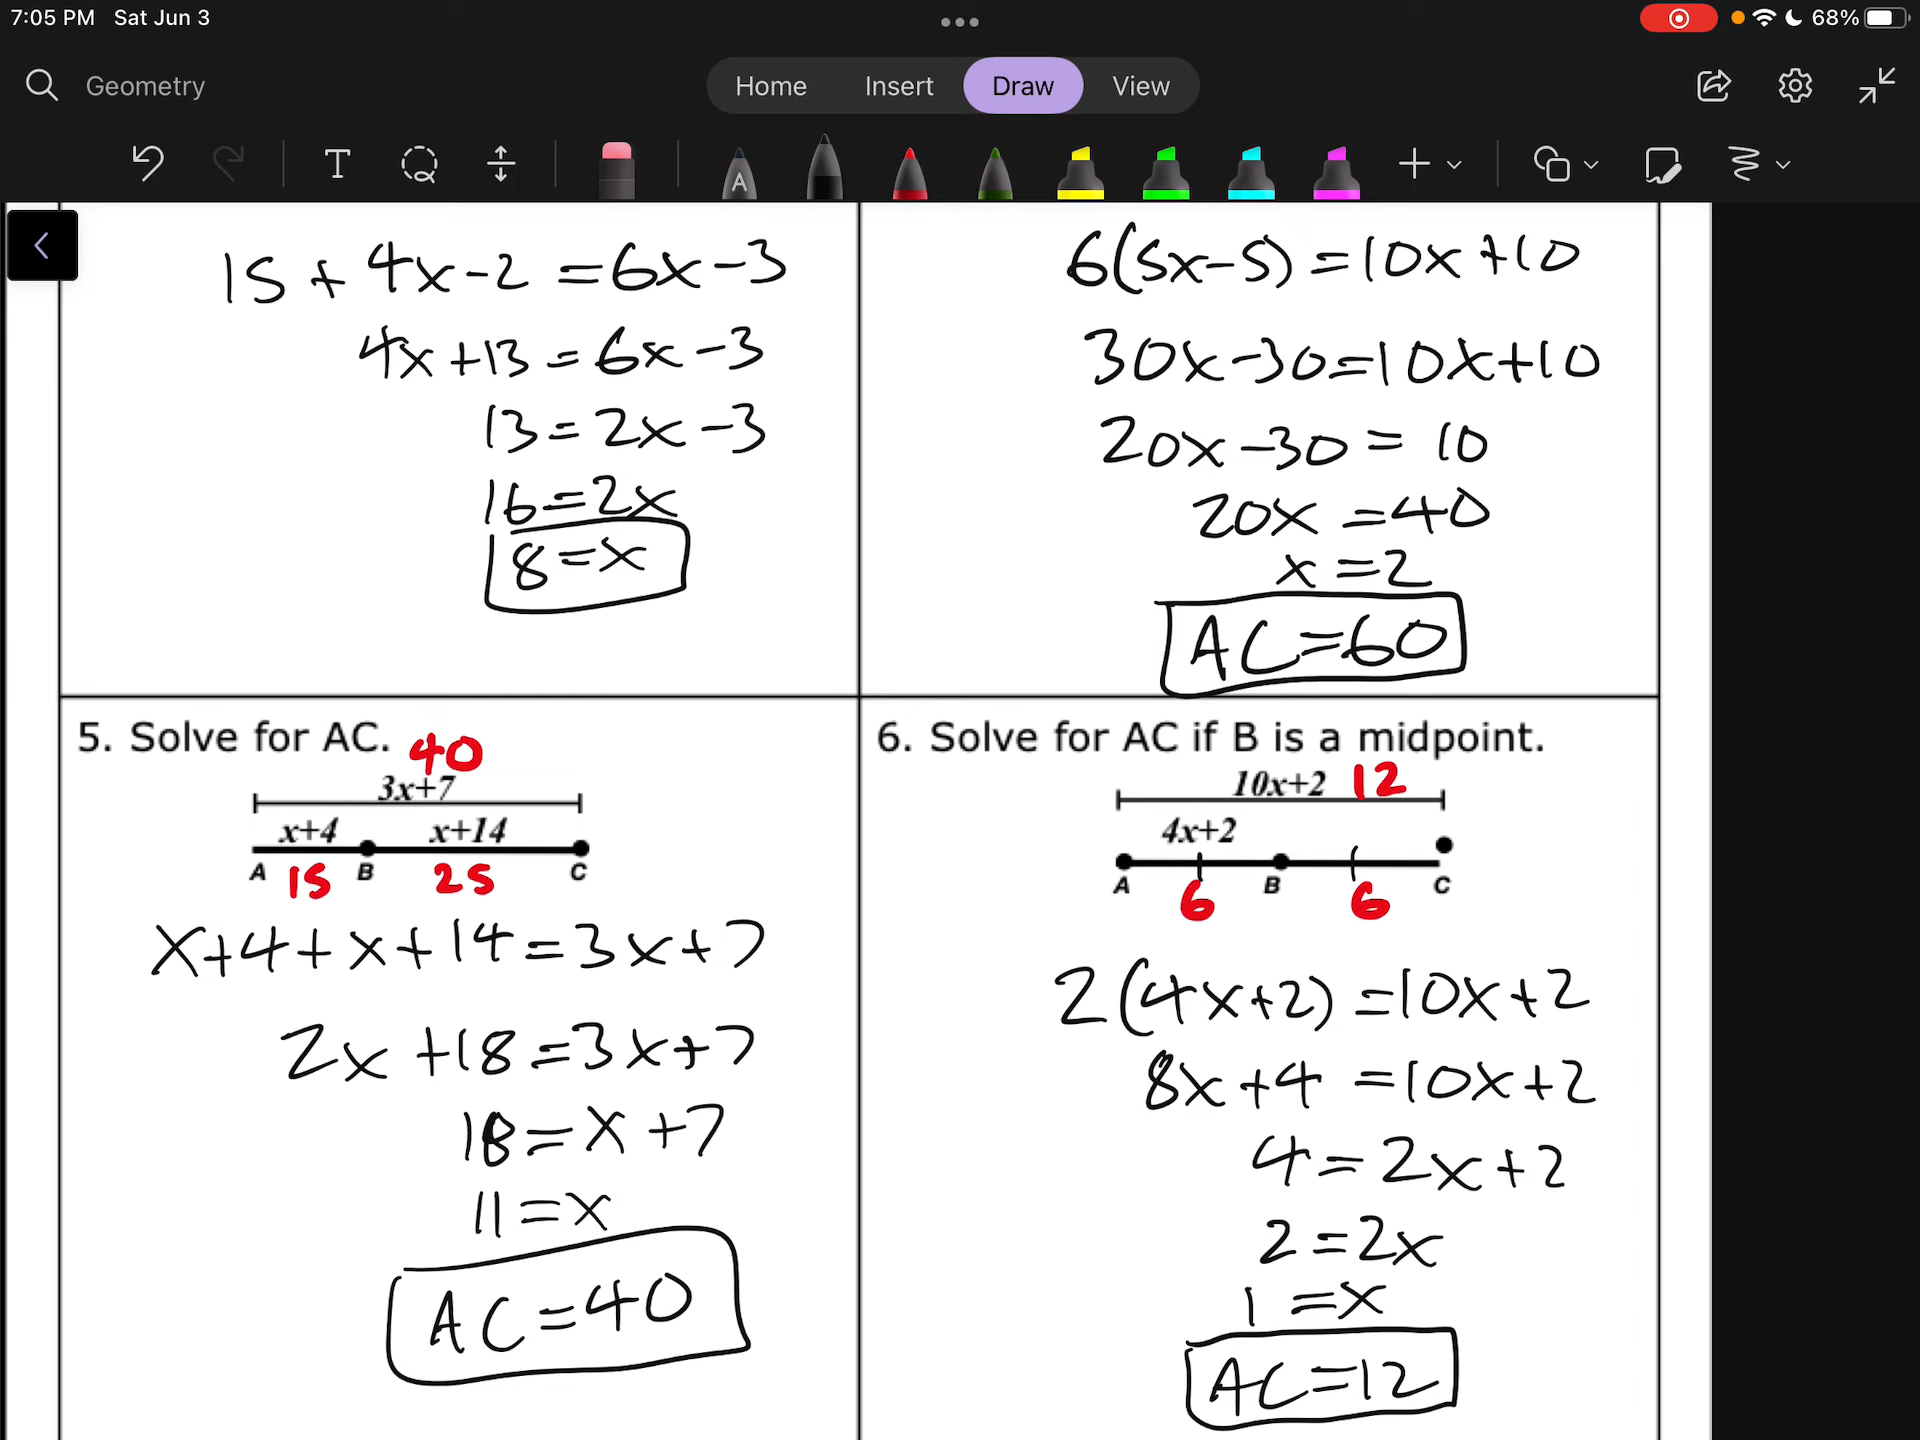 7:05 PM Sat Jun 3
68%
Geometry
Home Insert Draw View
T
A
15 + 4x-2 = 6x-3
4x+13 = 6x-3
13 = 2x-3
16=2x
8=x
6(5x-5) = 10x+10
30x-30=10x+10
20x-30 = 10
20x = 40
x = 2
AC=60
5. Solve for AC. 40
3x+7
x+4 x+14
A 15 B 25 C
x+4+x+14=3x+7
2x+18=3x+7
18=x+7
11=x
AC=40
6. Solve for AC if B is a midpoint.
10x+2 12
4x+2
A B C
6 6
2(4x+2)=10x+2
8x+4=10x+2
4=2x+2
2=2x
1=x
AC=12